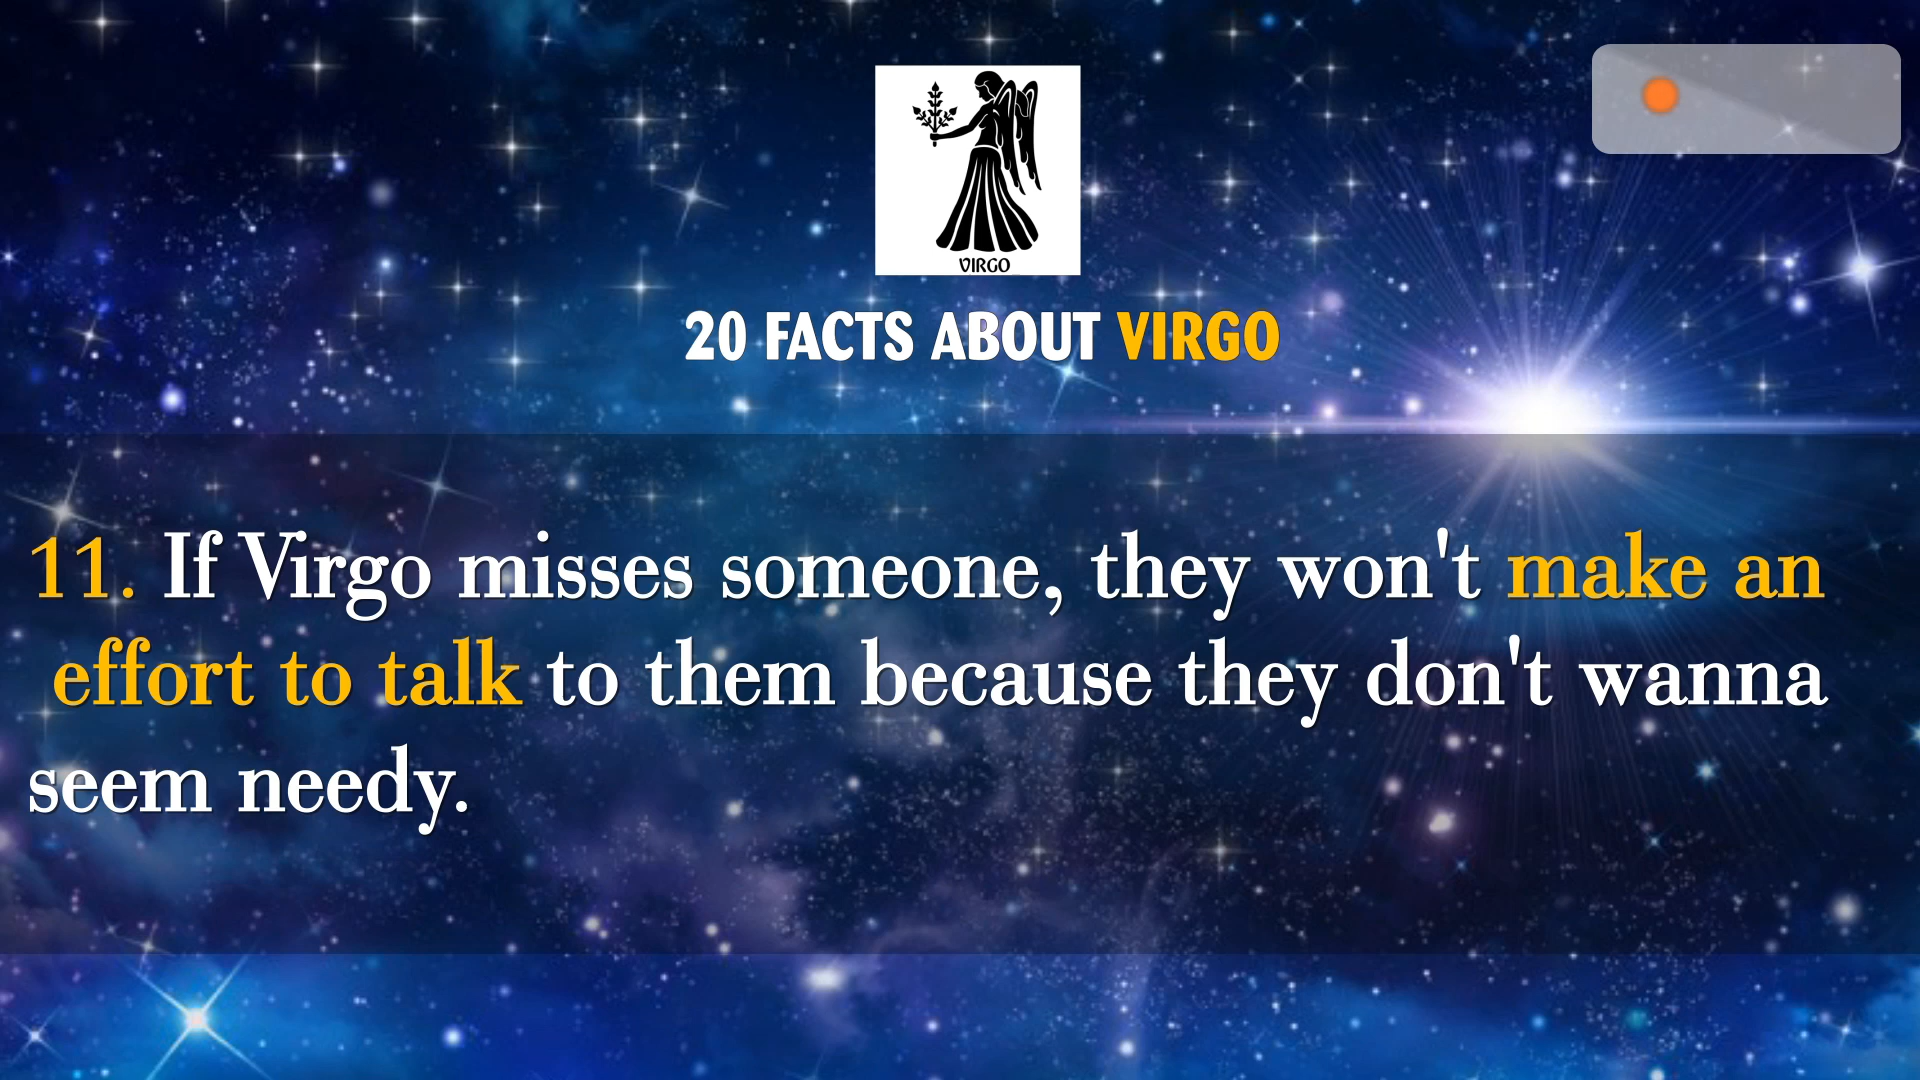 VIRGO
20 FACTS ABOUT VIRGO
11. If Virgo misses someone, they won't make an
effort to talk to them because they don't wanna
seem needy.